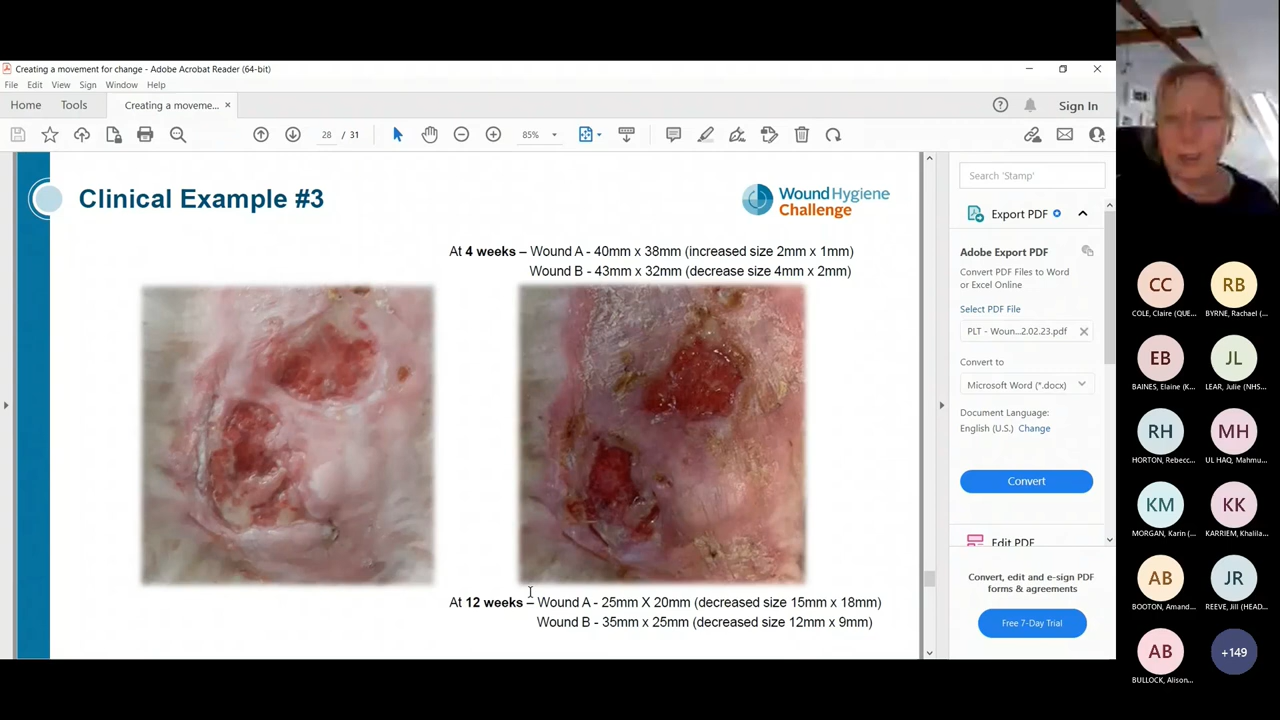 Creating a movement for change - Adobe Acrobat Reader (64-bit)
File Edit View Sign Window Help
Home Tools Creating a moveme... × Sign In
28 / 31 85%
Clinical Example #3
Wound Hygiene
Challenge
At 4 weeks – Wound A - 40mm x 38mm (increased size 2mm x 1mm)
Wound B - 43mm x 32mm (decrease size 4mm x 2mm)
At 12 weeks – Wound A - 25mm X 20mm (decreased size 15mm x 18mm)
Wound B - 35mm x 25mm (decreased size 12mm x 9mm)
Search 'Stamp'
Export PDF
Adobe Export PDF
Convert PDF Files to Word
or Excel Online
Select PDF File
PLT - Woun...2.02.23.pdf
Convert to
Microsoft Word (*.docx)
Document Language:
English (U.S.) Change
Convert
Edit PDF
Convert, edit and e-sign PDF
forms & agreements
Free 7-Day Trial
CC RB
COLE, Claire (QUE... BYRNE, Rachael (...
EB JL
BAINES, Elaine (K... LEAR, Julie (NHS...
RH MH
HORTON, Rebecc... UL HAQ, Mahmu...
KM KK
MORGAN, Karin (... KARRIEM, Khalila...
AB JR
BOOTON, Amand... REEVE, Jill (HEAD...
AB +149
BULLOCK, Alison...